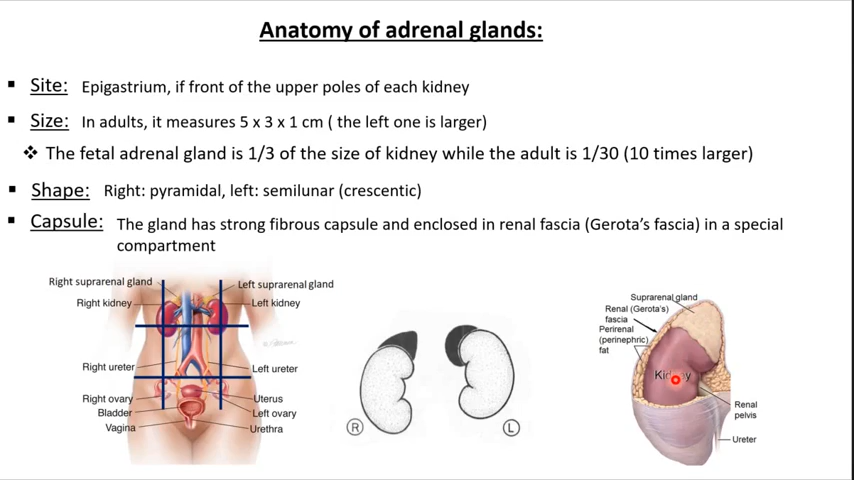 Anatomy of adrenal glands:
Site: Epigastrium, if front of the upper poles of each kidney
Size: In adults, it measures 5 x 3 x 1 cm ( the left one is larger)
The fetal adrenal gland is 1/3 of the size of kidney while the adult is 1/30 (10 times larger)
Shape: Right: pyramidal, left: semilunar (crescentic)
Capsule: The gland has strong fibrous capsule and enclosed in renal fascia (Gerota's fascia) in a special
compartment
Right suprarenal gland
Left suprarenal gland
Right kidney
Left kidney
Right ureter
Left ureter
Right ovary
Uterus
Bladder
Left ovary
Vagina
Urethra
R
L
Suprarenal gland
Renal (Gerota's)
fascia
Perirenal
(perinephric)
fat
Kidney
Renal
pelvis
Ureter